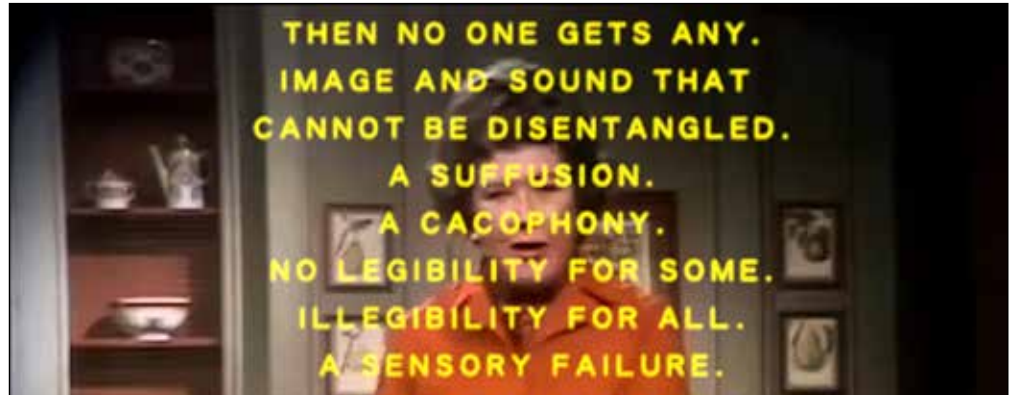 THEN NO ONE GETS ANY.
IMAGE AND SOUND THAT
CANNOT BE DISENTANGLED.
A SUFFUSION.
A CACOPHONY.
NO LEGIBILITY FOR SOME.
ILLEGIBILITY FOR ALL.
A SENSORY FAILURE.